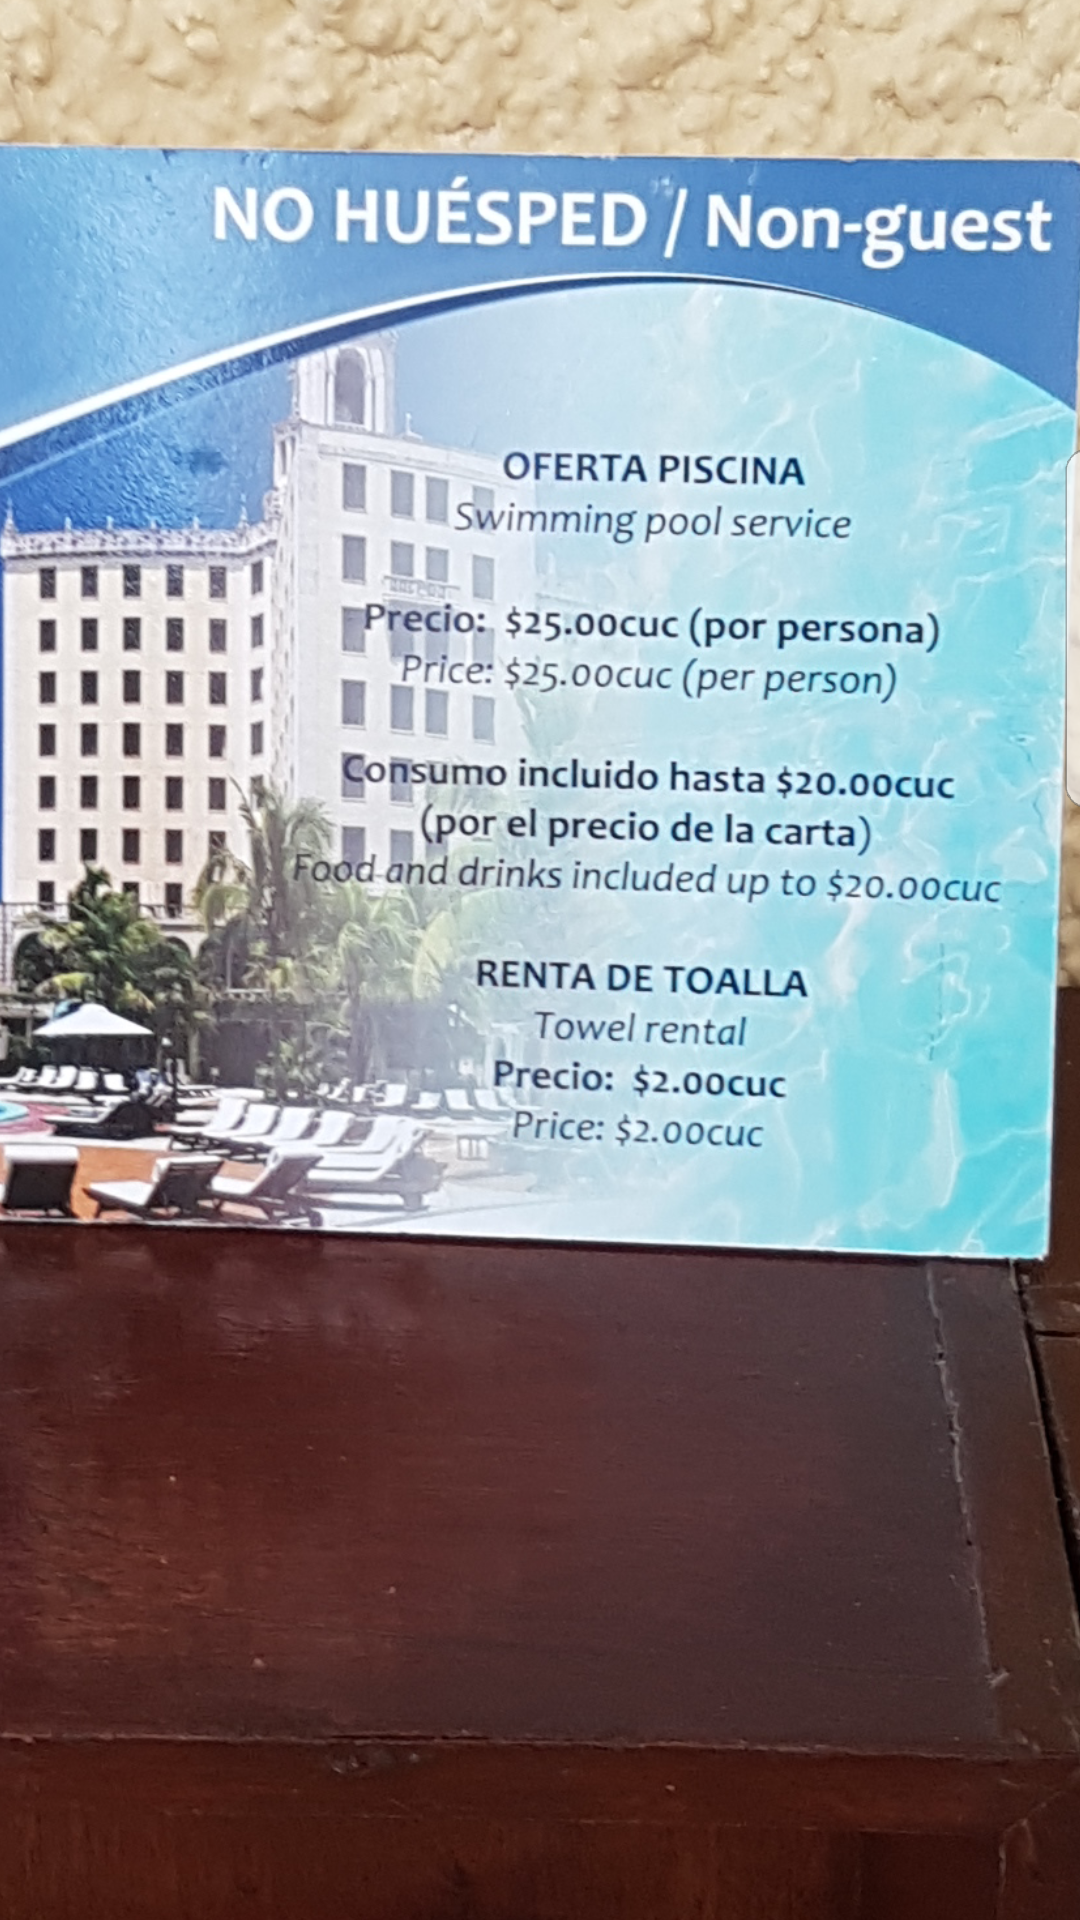 NO HUÉSPED / Non-guest
OFERTA PISCINA
Swimming pool service
Precio: $25.00cuc (por persona)
Price: $25.00cuc (per person)
Consumo incluido hasta $20.00cuc
(por el precio de la carta)
Food and drinks included up to $20.00cuc
RENTA DE TOALLA
Towel rental
Precio: $2.00cuc
Price: $2.00cuc